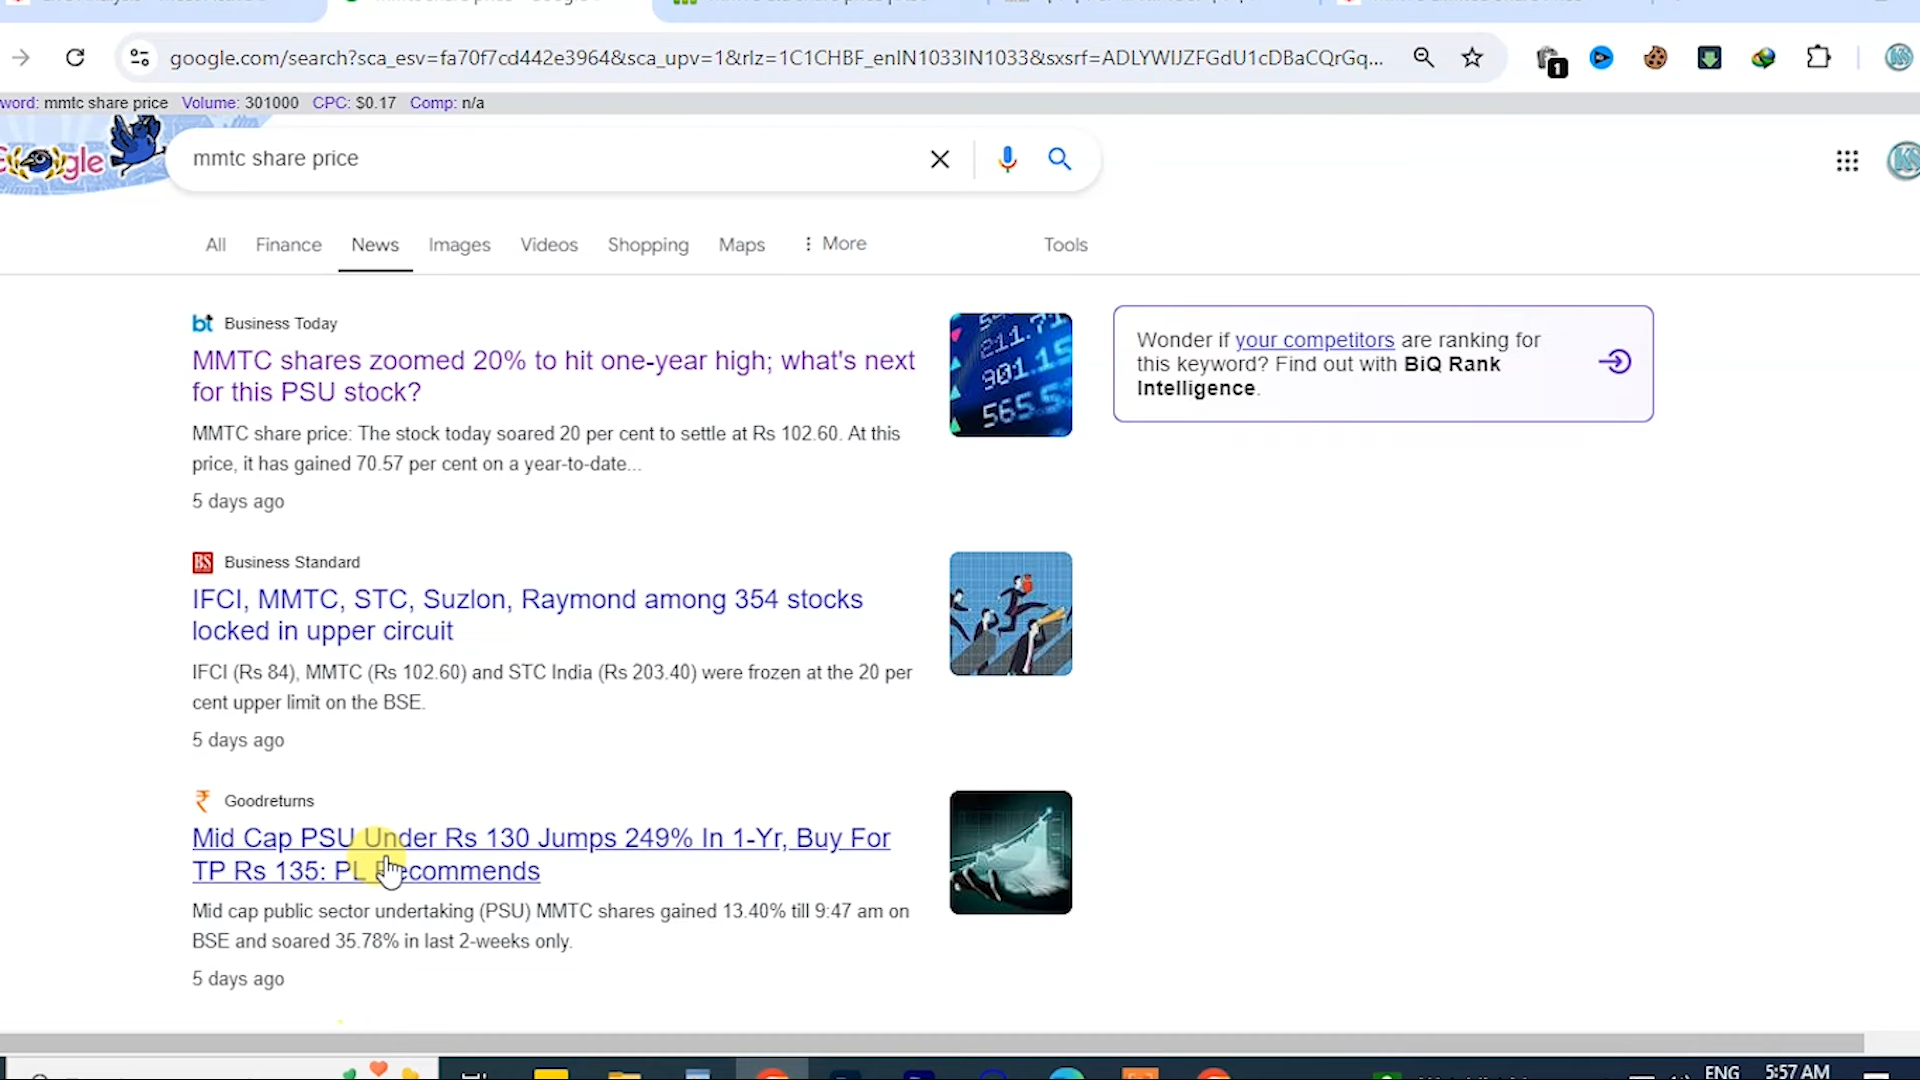 google.com/search?sca_esv=fa70f7cd442e3964&sca_upv=1&rlz=1C1CHBF_enIN1033IN1033&sxsrf=ADLYWIJZFGdU1cDBaCQrGq...
1
word: mmtc share price Volume: 301000 CPC: $0.17 Comp: n/a
mmtc share price
All Finance News Images Videos Shopping Maps More Tools
Business Today
MMTC shares zoomed 20% to hit one-year high; what's next
for this PSU stock?
MMTC share price: The stock today soared 20 per cent to settle at Rs 102.60. At this
price, it has gained 70.57 per cent on a year-to-date...
5 days ago
Wonder if your competitors are ranking for
this keyword? Find out with BiQ Rank
Intelligence.
BS Business Standard
IFCI, MMTC, STC, Suzlon, Raymond among 354 stocks
locked in upper circuit
IFCI (Rs 84), MMTC (Rs 102.60) and STC India (Rs 203.40) were frozen at the 20 per
cent upper limit on the BSE.
5 days ago
Goodreturns
Mid Cap PSU Under Rs 130 Jumps 249% In 1-Yr, Buy For
TP Rs 135: PL Recommends
Mid cap public sector undertaking (PSU) MMTC shares gained 13.40% till 9:47 am on
BSE and soared 35.78% in last 2-weeks only.
5 days ago
ENG 5:57 AM